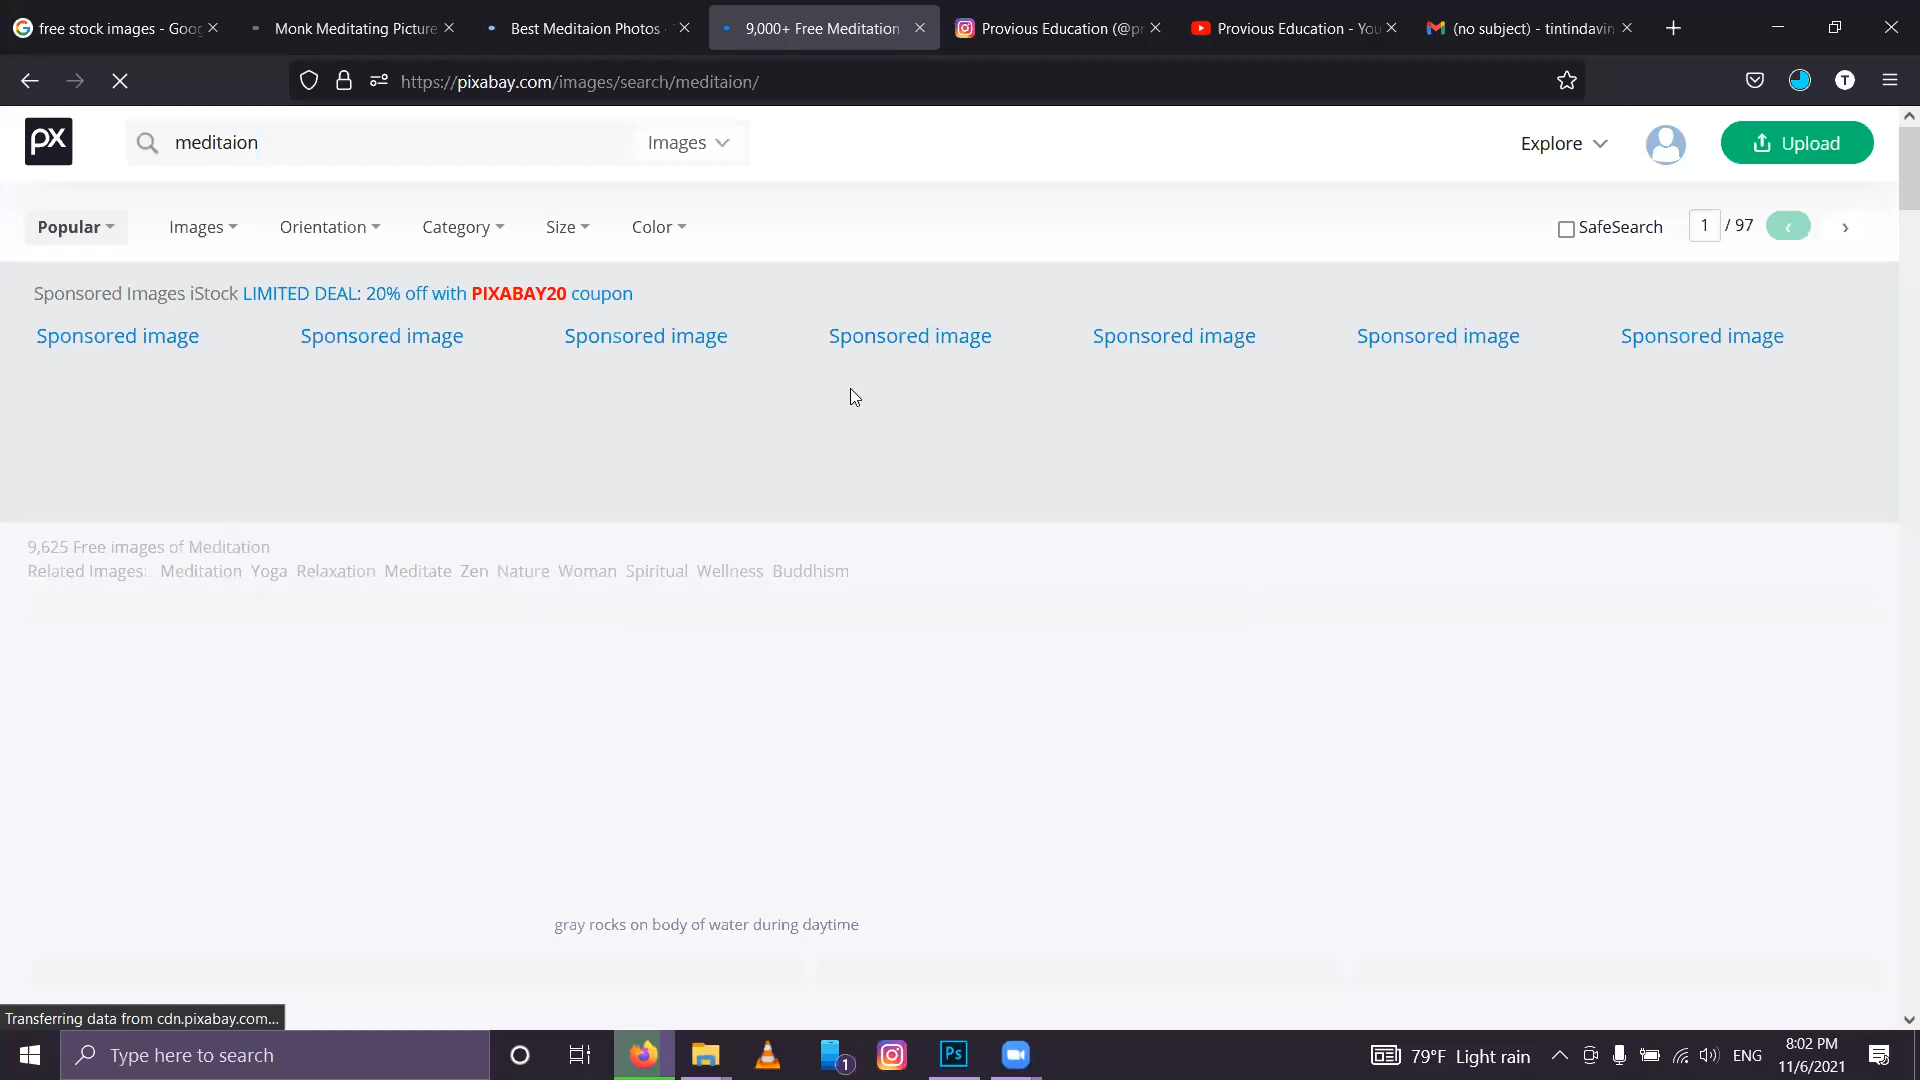 free stock images - Goog
Monk Meditating Picture
Best Meditaion Photos ·
9,000+ Free Meditation
Provious Education (@pr
Provious Education - You
(no subject) - tintindavin
https://pixabay.com/images/search/meditaion/
T
px
meditaion
Images
Explore
Upload
Popular
Images
Orientation
Category
Size
Color
SafeSearch
1 / 97
‹ ›
Sponsored Images iStock LIMITED DEAL: 20% off with PIXABAY20 coupon
Sponsored image Sponsored image Sponsored image Sponsored image Sponsored image Sponsored image Sponsored image
9,625 Free images of Meditation
Related Images: Meditation Yoga Relaxation Meditate Zen Nature Woman Spiritual Wellness Buddhism
gray rocks on body of water during daytime
Transferring data from cdn.pixabay.com...
Type here to search
1
Ps
79°F Light rain
ENG
8:02 PM
11/6/2021